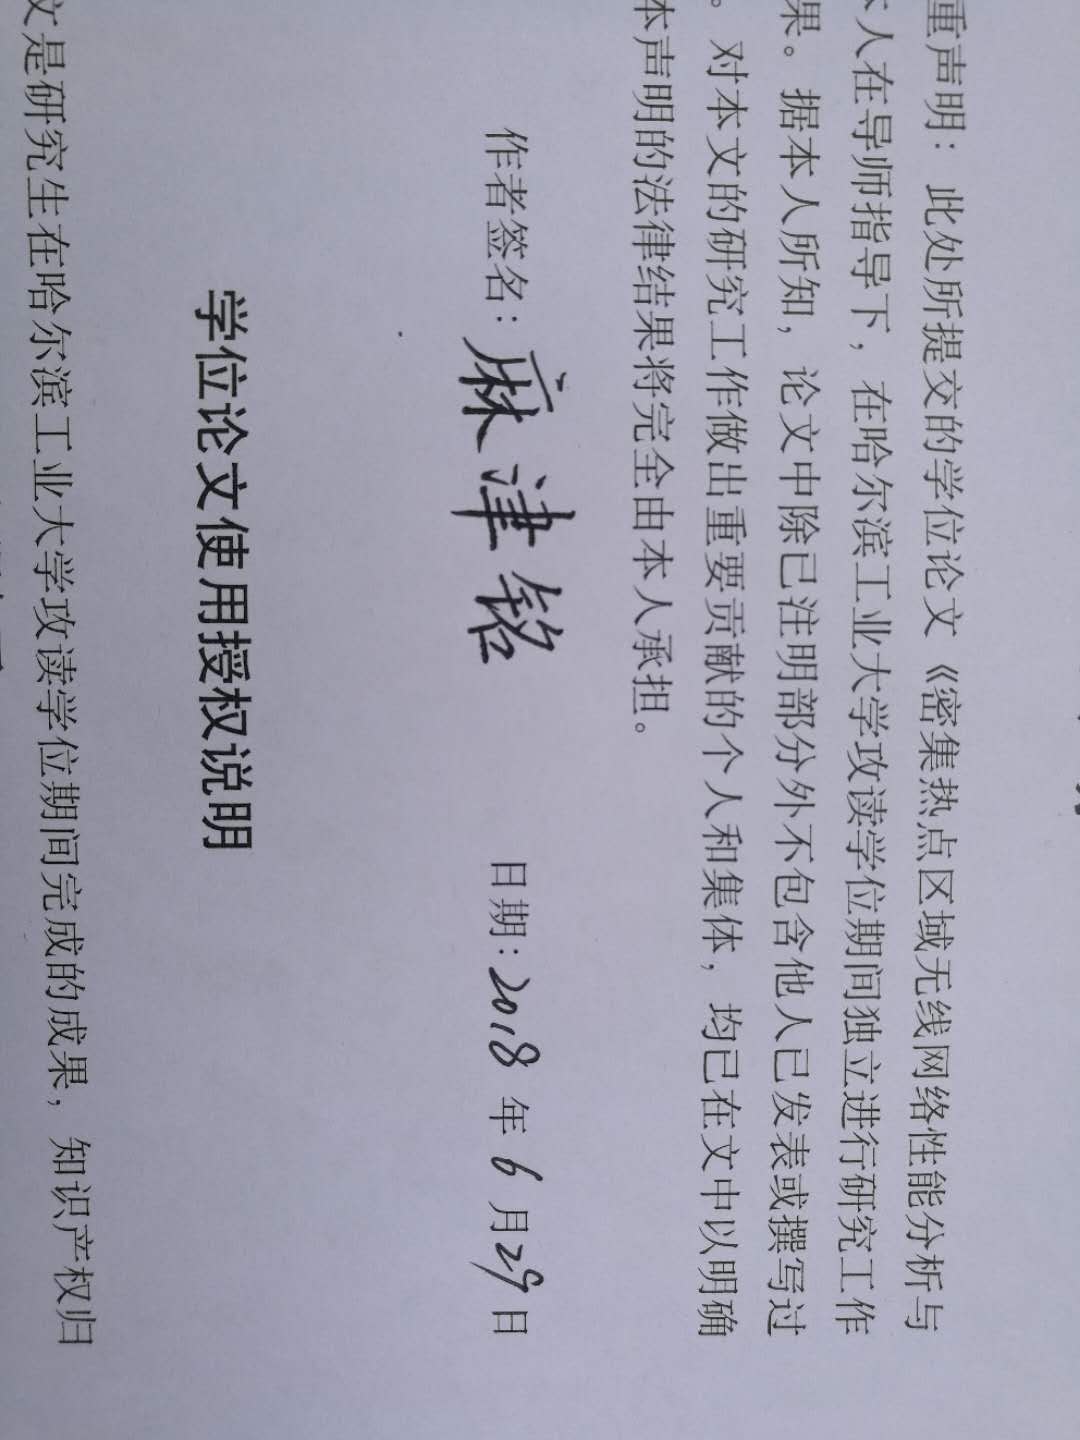 重声明：此处所提交的学位论文《密集热点区域无线网络性能分析与
本人在导师指导下，在哈尔滨工业大学攻读学位期间独立进行研究工作
果。据本人所知，论文中除已注明部分外不包含他人已发表或撰写过
。对本文的研究工作做出重要贡献的个人和集体，均已在文中以明确
本声明的法律结果将完全由本人承担。
作者签名：麻津铭 日期：2018 年 6 月 29 日
学位论文使用授权说明
文是研究生在哈尔滨工业大学攻读学位期间完成的成果，知识产权归